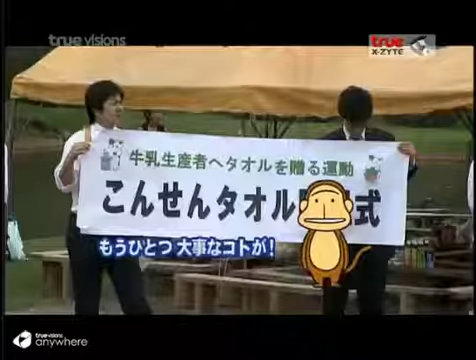 true visions
true
X-ZYTE
牛乳生産者へタオルを贈る運動
こんせんタオル
式
もうひとつ 大事なコトが!
true visions
anywhere